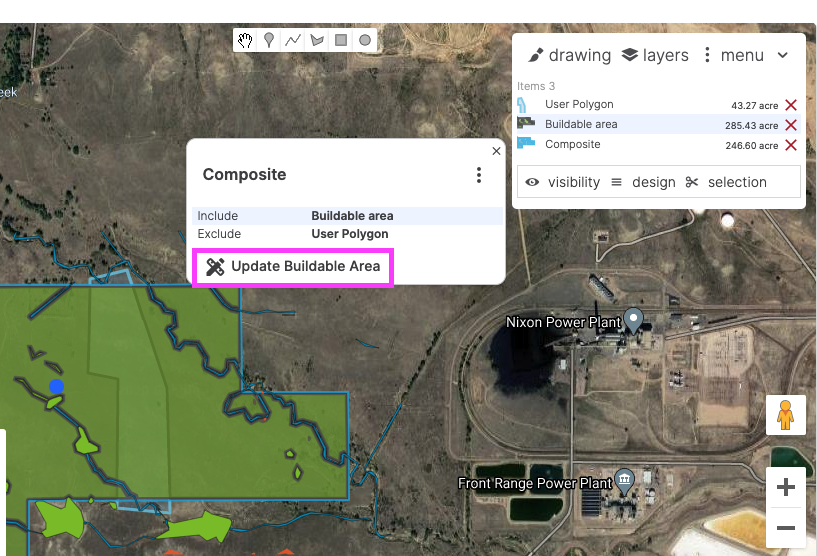 eek
drawing layers menu
Items 3
User Polygon 43.27 acre
Buildable area 285.43 acre
Composite 246.60 acre
visibility design selection
Composite
Include Buildable area
Exclude User Polygon
Update Buildable Area
Nixon Power Plant
Front Range Power Plant